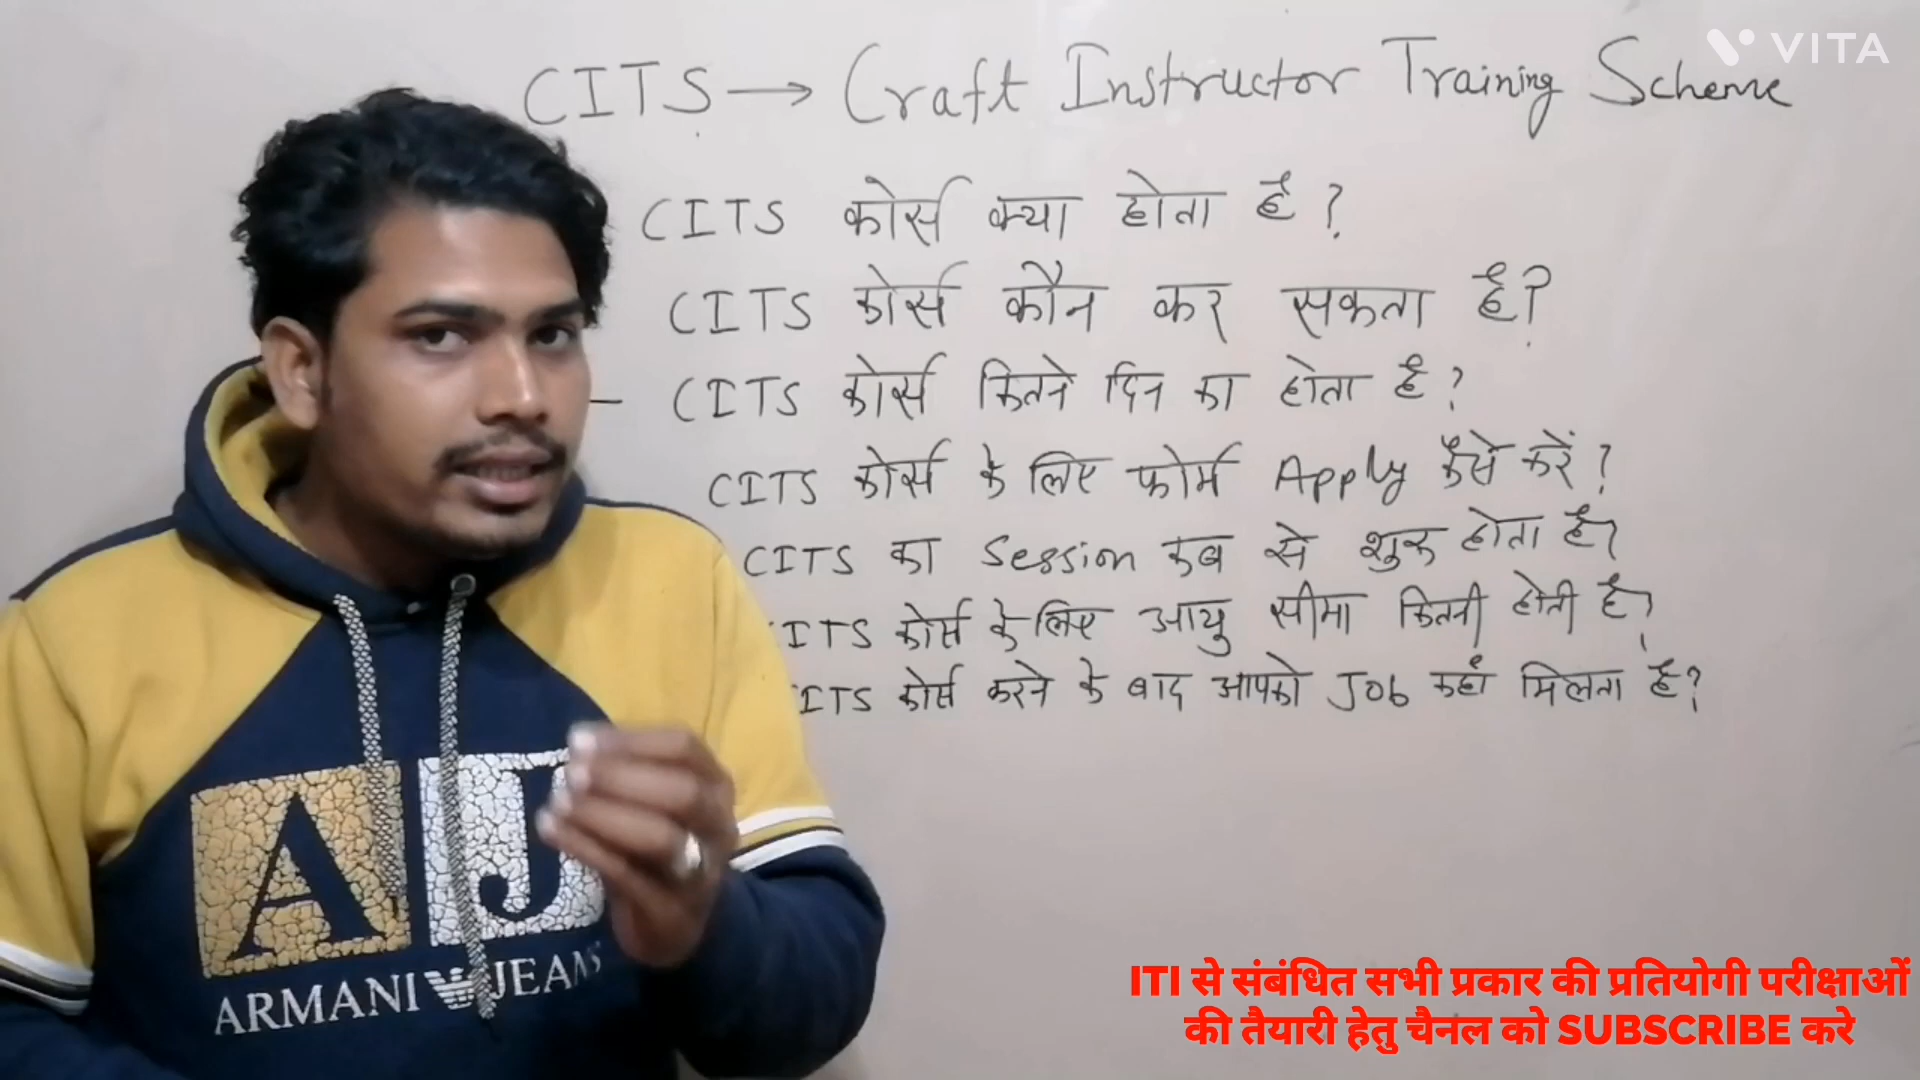 VITA
CITS → Craft Instructor Training Scheme
CITS कोर्स क्या होता है ?
CITS कोर्स कौन कर सकता है ?
– CITS कोर्स कितने दिन का होता है ?
CITS कोर्स के लिए फोर्म Apply कैसे करें ?
CITS का Session कब से शुरू होता है ?
ITS कोर्स के लिए आयु सीमा कितनी होती है ?
ITS कोर्स करने के बाद आपको Job कहाँ मिलता है ?
AJ
ARMANI JEANS
ITI से संबंधित सभी प्रकार की प्रतियोगी परीक्षाओं
की तैयारी हेतु चैनल को SUBSCRIBE करे